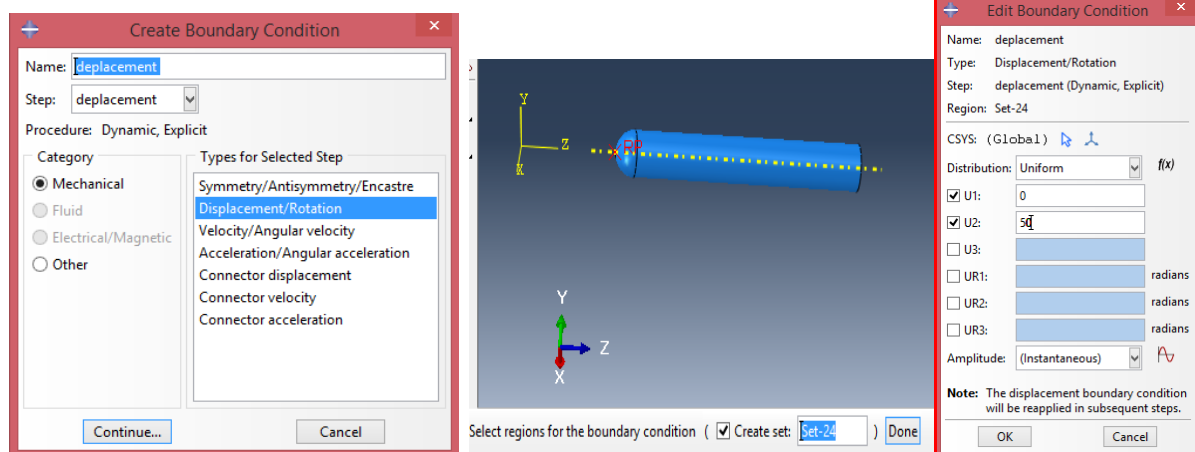 Create Boundary Condition
Name: deplacement
Step: deplacement
Procedure: Dynamic, Explicit
Category
Mechanical
Fluid
Electrical/Magnetic
Other
Types for Selected Step
Symmetry/Antisymmetry/Encastre
Displacement/Rotation
Velocity/Angular velocity
Acceleration/Angular acceleration
Connector displacement
Connector velocity
Connector acceleration
Continue...
Cancel
Y
Z
X
RP
Y
Z
X
Select regions for the boundary condition ( Create set: Set-24 ) Done
Edit Boundary Condition
Name: deplacement
Type: Displacement/Rotation
Step: deplacement (Dynamic, Explicit)
Region: Set-24
CSYS: (Global)
Distribution: Uniform f(x)
U1: 0
U2: 50
U3:
UR1: radians
UR2: radians
UR3: radians
Amplitude: (Instantaneous)
Note: The displacement boundary condition
will be reapplied in subsequent steps.
OK
Cancel